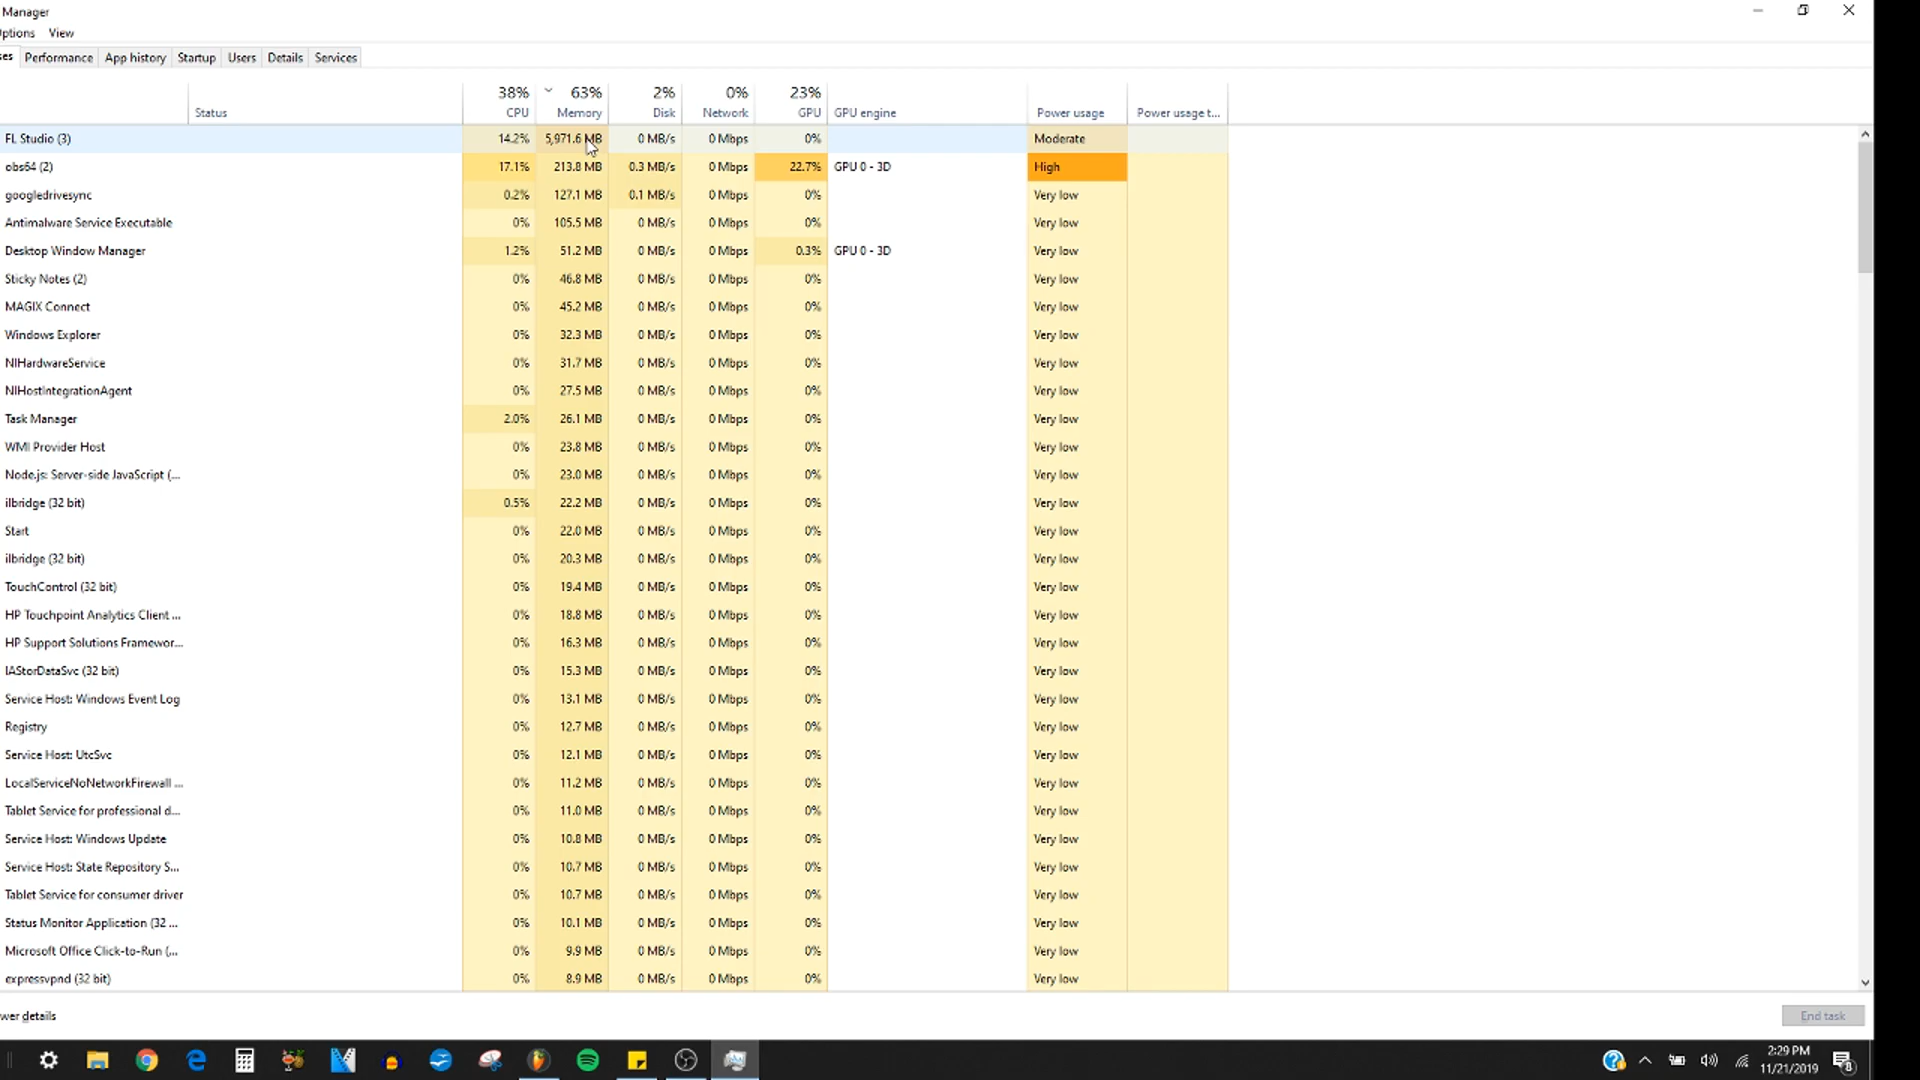 Manager
ptions View
ses Performance App history Startup Users Details Services
38% 63% 2% 0% 23%
Status CPU Memory Disk Network GPU GPU engine Power usage Power usage t...
FL Studio (3) 14.2% 5,971.6 MB 0 MB/s 0 Mbps 0% Moderate
obs64 (2) 17.1% 213.8 MB 0.3 MB/s 0 Mbps 22.7% GPU 0 - 3D High
googledrivesync 0.2% 127.1 MB 0.1 MB/s 0 Mbps 0% Very low
Antimalware Service Executable 0% 105.5 MB 0 MB/s 0 Mbps 0% Very low
Desktop Window Manager 1.2% 51.2 MB 0 MB/s 0 Mbps 0.3% GPU 0 - 3D Very low
Sticky Notes (2) 0% 46.8 MB 0 MB/s 0 Mbps 0% Very low
MAGIX Connect 0% 45.2 MB 0 MB/s 0 Mbps 0% Very low
Windows Explorer 0% 32.3 MB 0 MB/s 0 Mbps 0% Very low
NIHardwareService 0% 31.7 MB 0 MB/s 0 Mbps 0% Very low
NIHostIntegrationAgent 0% 27.5 MB 0 MB/s 0 Mbps 0% Very low
Task Manager 2.0% 26.1 MB 0 MB/s 0 Mbps 0% Very low
WMI Provider Host 0% 23.8 MB 0 MB/s 0 Mbps 0% Very low
Node.js: Server-side JavaScript (... 0% 23.0 MB 0 MB/s 0 Mbps 0% Very low
ilbridge (32 bit) 0.5% 22.2 MB 0 MB/s 0 Mbps 0% Very low
Start 0% 22.0 MB 0 MB/s 0 Mbps 0% Very low
ilbridge (32 bit) 0% 20.3 MB 0 MB/s 0 Mbps 0% Very low
TouchControl (32 bit) 0% 19.4 MB 0 MB/s 0 Mbps 0% Very low
HP Touchpoint Analytics Client ... 0% 18.8 MB 0 MB/s 0 Mbps 0% Very low
HP Support Solutions Framewor... 0% 16.3 MB 0 MB/s 0 Mbps 0% Very low
IAStorDataSvc (32 bit) 0% 15.3 MB 0 MB/s 0 Mbps 0% Very low
Service Host: Windows Event Log 0% 13.1 MB 0 MB/s 0 Mbps 0% Very low
Registry 0% 12.7 MB 0 MB/s 0 Mbps 0% Very low
Service Host: UtcSvc 0% 12.1 MB 0 MB/s 0 Mbps 0% Very low
LocalServiceNoNetworkFirewall ... 0% 11.2 MB 0 MB/s 0 Mbps 0% Very low
Tablet Service for professional d... 0% 11.0 MB 0 MB/s 0 Mbps 0% Very low
Service Host: Windows Update 0% 10.8 MB 0 MB/s 0 Mbps 0% Very low
Service Host: State Repository S... 0% 10.7 MB 0 MB/s 0 Mbps 0% Very low
Tablet Service for consumer driver 0% 10.7 MB 0 MB/s 0 Mbps 0% Very low
Status Monitor Application (32 ... 0% 10.1 MB 0 MB/s 0 Mbps 0% Very low
Microsoft Office Click-to-Run (... 0% 9.9 MB 0 MB/s 0 Mbps 0% Very low
expressvpnd (32 bit) 0% 8.9 MB 0 MB/s 0 Mbps 0% Very low
wer details End task
2:29 PM
11/21/2019
8